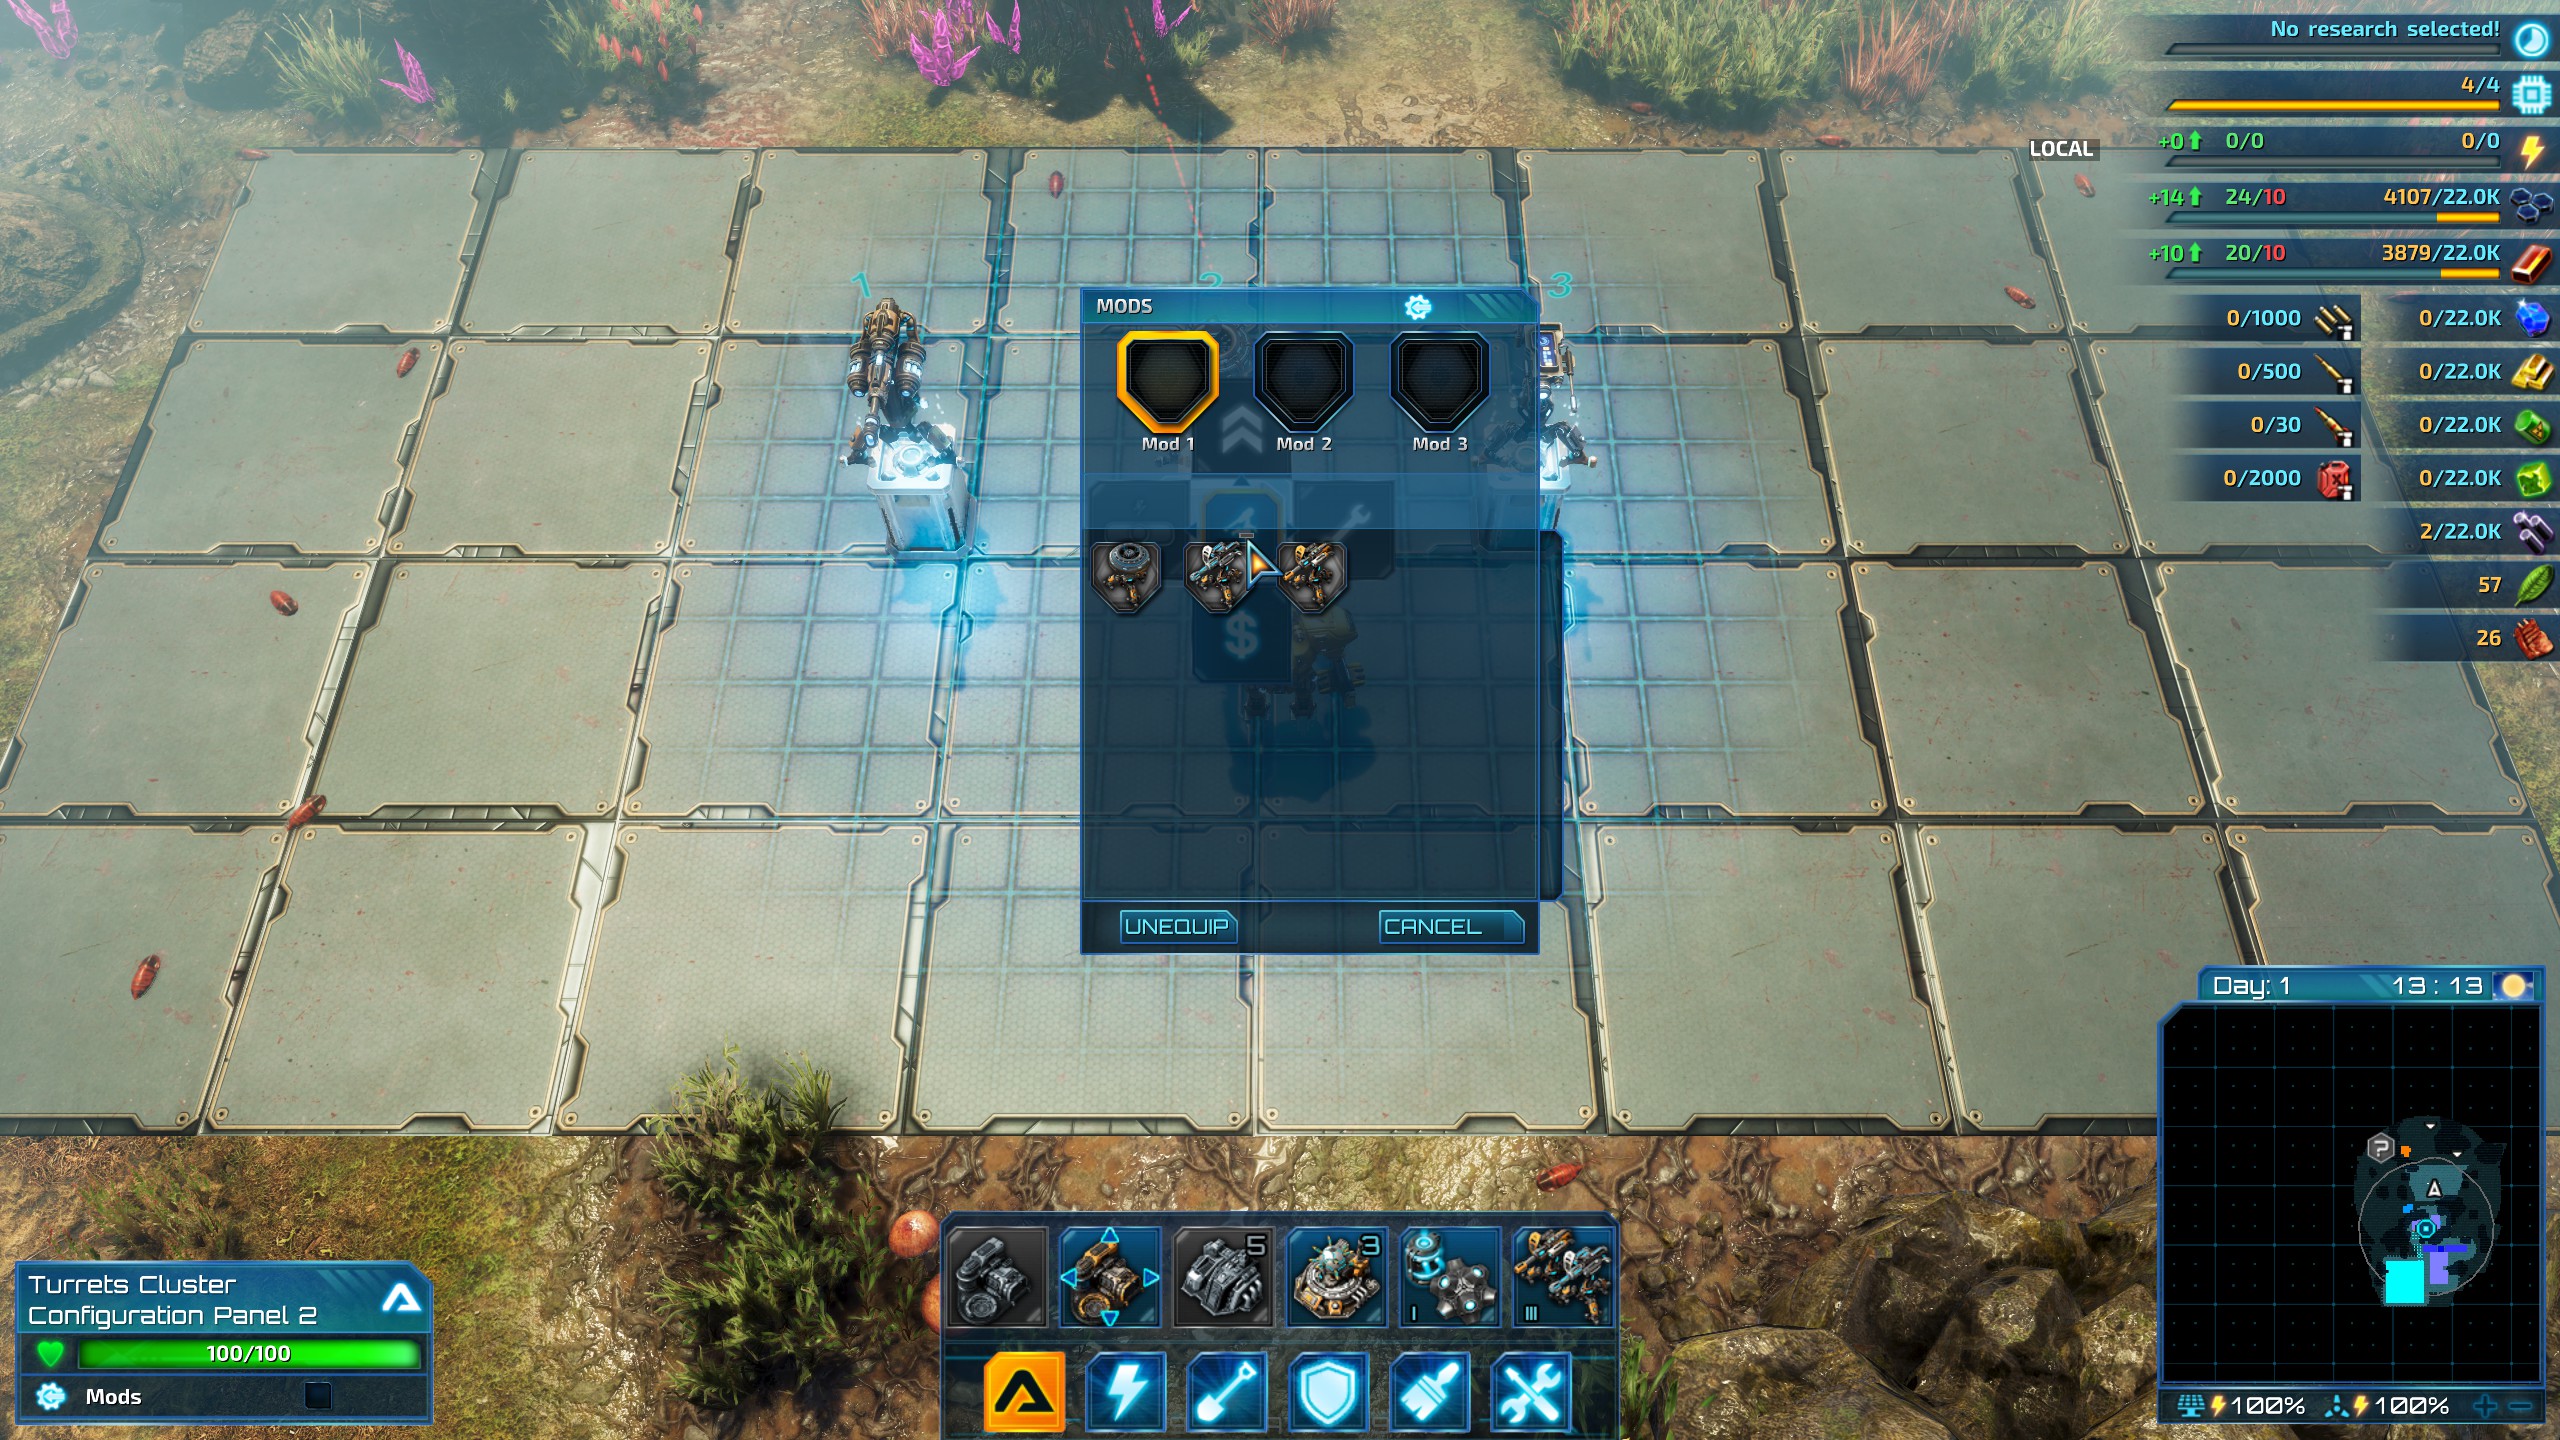 No research selected!
4/4
+0 0/0 0/0
LOCAL
+14 24/10 4107/22.0K
+10 20/10 3879/22.0K
0/1000 0/22.0K
0/500 0/22.0K
0/30 0/22.0K
0/2000 0/22.0K
2/22.0K
57
26
1 2 3
MODS
Mod 1 Mod 2 Mod 3
$
UNEQUIP CANCEL
Day: 1 13 : 13
?
A
100% 100%
5 3 I III
Turrets Cluster
Configuration Panel 2
100/100
Mods